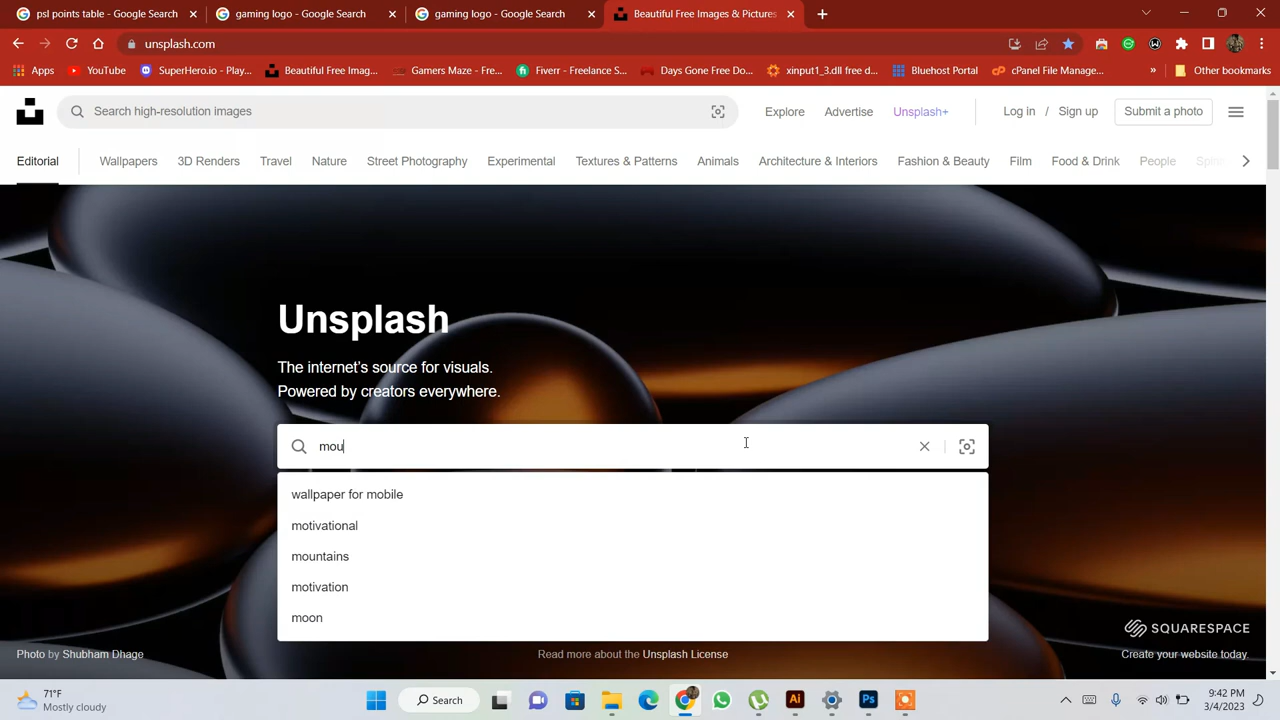 psl points table - Google Search
gaming logo - Google Search
gaming logo - Google Search
Beautiful Free Images & Pictures
unsplash.com
Apps
YouTube
SuperHero.io - Play...
Beautiful Free Imag...
Gamers Maze - Fre...
Fiverr - Freelance S...
Days Gone Free Do...
xinput1_3.dll free d...
Bluehost Portal
cPanel File Manage...
»
Other bookmarks
Search high-resolution images
Explore
Advertise
Unsplash+
Log in / Sign up
Submit a photo
Editorial
Wallpapers
3D Renders
Travel
Nature
Street Photography
Experimental
Textures & Patterns
Animals
Architecture & Interiors
Fashion & Beauty
Film
Food & Drink
People
Unsplash
The internet’s source for visuals.
Powered by creators everywhere.
mou
wallpaper for mobile
motivational
mountains
motivation
moon
SQUARESPACE
Photo by Shubham Dhage
Read more about the Unsplash License
Create your website today.
71°F
Mostly cloudy
Search
Ai
Ps
9:42 PM
3/4/2023